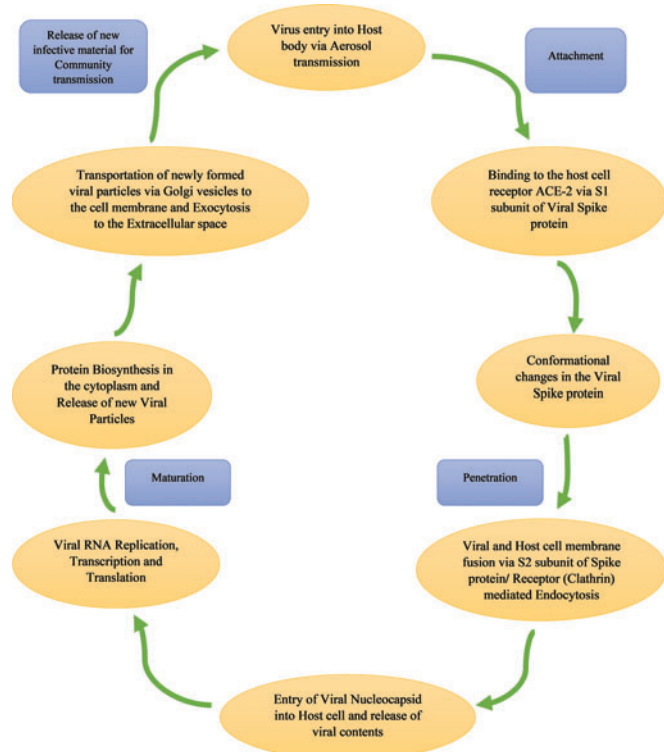 Release of new
infective material for
Community
transmission
Virus entry into Host
body via Aerosol
transmission
Attachment
Binding to the host cell
receptor ACE-2 via S1
subunit of Viral Spike
protein
Conformational
changes in the Viral
Spike protein
Penetration
Viral and Host cell membrane
fusion via S2 subunit of Spike
protein/ Receptor (Clathrin)
mediated Endocytosis
Entry of Viral Nucleocapsid
into Host cell and release of
viral contents
Viral RNA Replication,
Transcription and
Translation
Maturation
Protein Biosynthesis in
the cytoplasm and
Release of new Viral
Particles
Transportation of newly formed
viral particles via Golgi vesicles to
the cell membrane and Exocytosis
to the Extracellular space